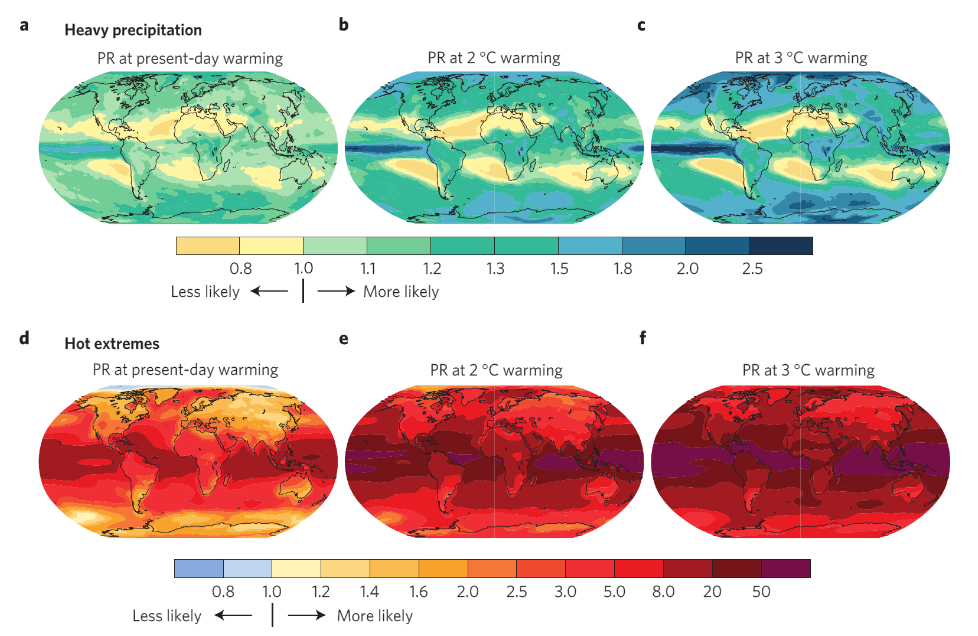 a Heavy precipitation b c
PR at present-day warming PR at 2 °C warming PR at 3 °C warming
0.8 1.0 1.1 1.2 1.3 1.5 1.8 2.0 2.5
Less likely More likely
d Hot extremes e f
PR at present-day warming PR at 2 °C warming PR at 3 °C warming
0.8 1.0 1.2 1.4 1.6 2.0 2.5 3.0 5.0 8.0 20 50
Less likely More likely